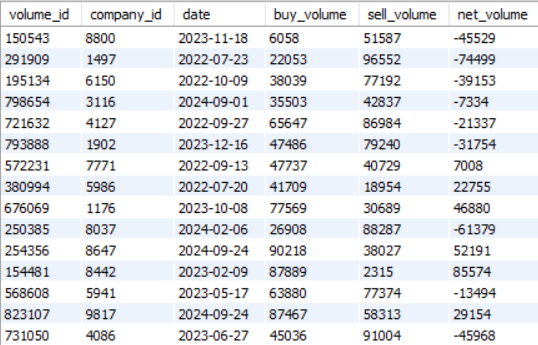 volume_id company_id date buy_volume sell_volume net_volume
150543 8800 2023-11-18 6058 51587 -45529
291909 1497 2022-07-23 22053 96552 -74499
195134 6150 2022-10-09 38039 77192 -39153
798654 3116 2024-09-01 35503 42837 -7334
721632 4127 2022-09-27 65647 86984 -21337
793888 1902 2023-12-16 47486 79240 -31754
572231 7771 2022-09-13 47737 40729 7008
380994 5986 2022-07-20 41709 18954 22755
676069 1176 2023-10-08 77569 30689 46880
250385 8037 2024-02-06 26908 88287 -61379
254356 8647 2024-09-24 90218 38027 52191
154481 8442 2023-02-09 87889 2315 85574
568608 5941 2023-05-17 63880 77374 -13494
823107 9817 2024-09-24 87467 58313 29154
731050 4086 2023-06-27 45036 91004 -45968